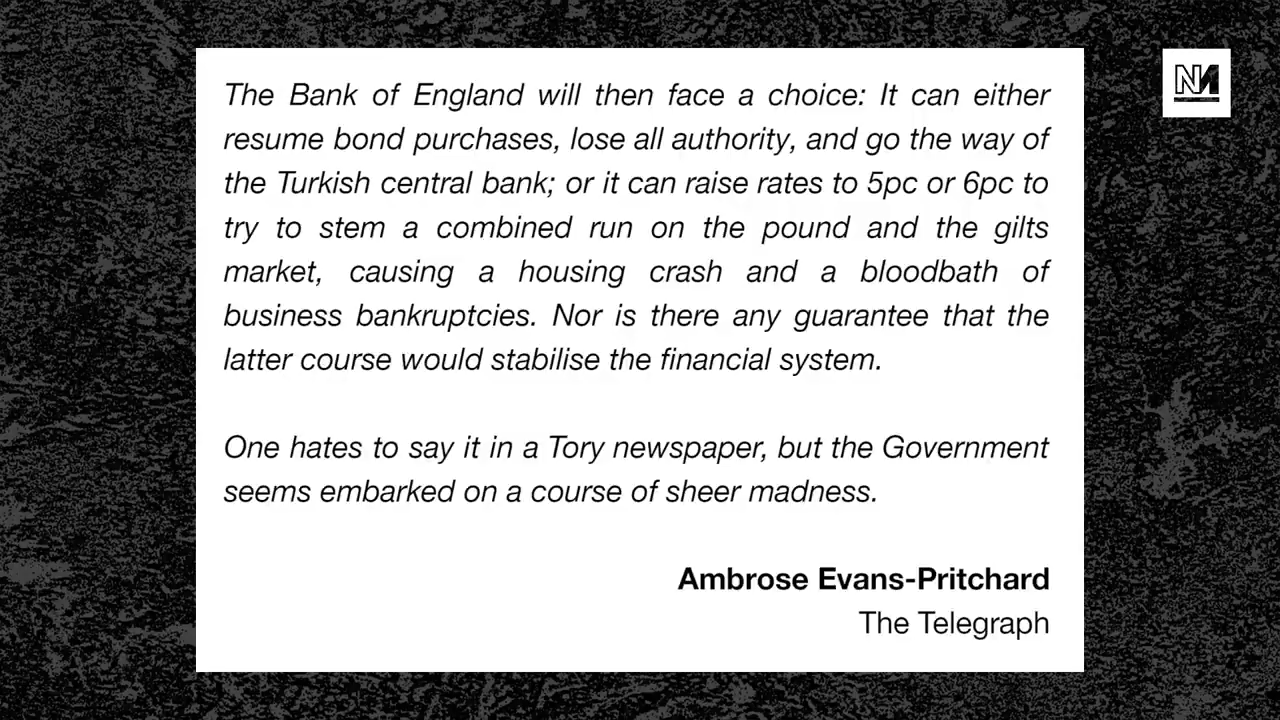 The Bank of England will then face a choice: It can either
resume bond purchases, lose all authority, and go the way of
the Turkish central bank; or it can raise rates to 5pc or 6pc to
try to stem a combined run on the pound and the gilts
market, causing a housing crash and a bloodbath of
business bankruptcies. Nor is there any guarantee that the
latter course would stabilise the financial system.
One hates to say it in a Tory newspaper, but the Government
seems embarked on a course of sheer madness.
Ambrose Evans-Pritchard
The Telegraph
NM